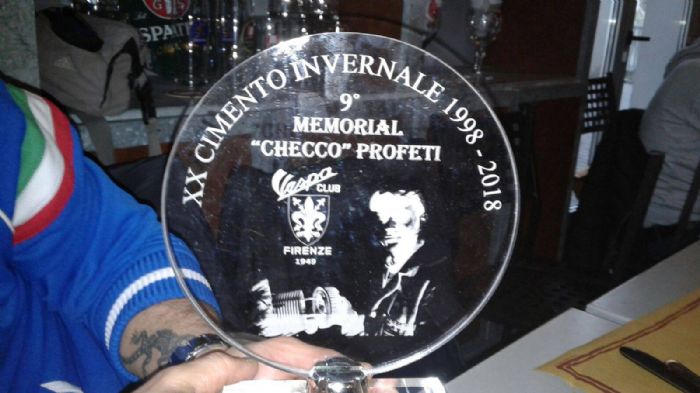 XX CIMENTO INVERNALE 1998 - 2018
9°
MEMORIAL
"CHECCO" PROFETI
Vespa
CLUB
FIRENZE
1949